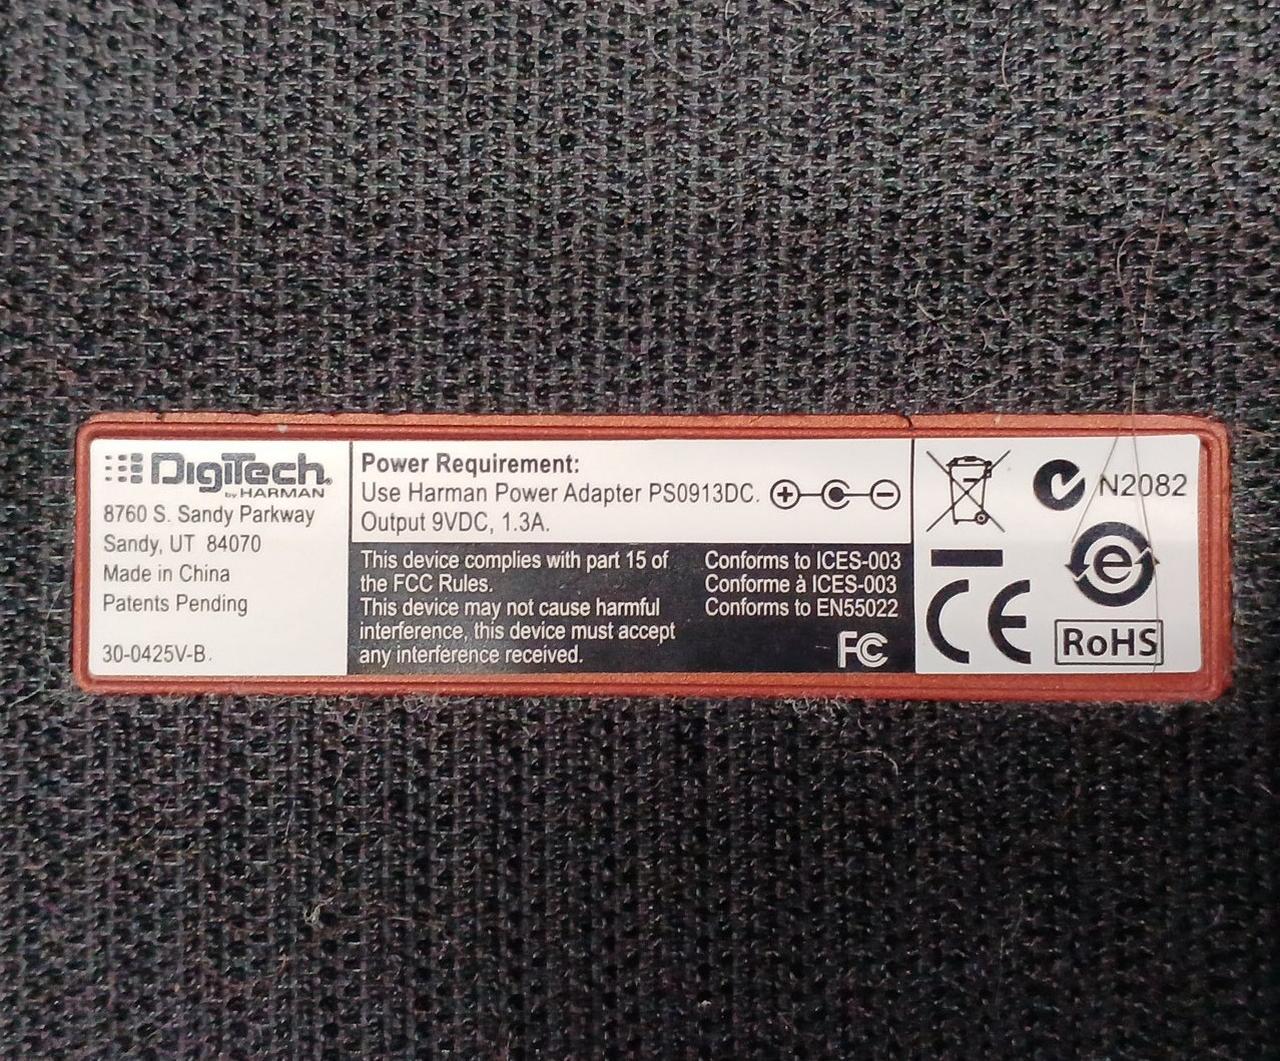 DigiTech®
by HARMAN
8760 S. Sandy Parkway
Sandy, UT 84070
Made in China
Patents Pending
30-0425V-B.
Power Requirement:
Use Harman Power Adapter PS0913DC.
Output 9VDC, 1.3A.
This device complies with part 15 of
the FCC Rules.
This device may not cause harmful
interference, this device must accept
any interference received.
Conforms to ICES-003
Conforme à ICES-003
Conforms to EN55022
FC
N2082
e
CE
RoHS